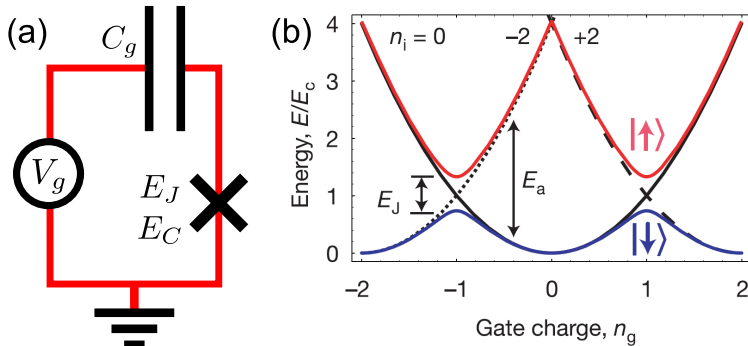 (a)
C_g
V_g
E_J
E_C
(b)
n_i = 0
−2
+2
4
3
2
1
0
Energy, E/E_c
|↑⟩
E_a
E_J
|↓⟩
−2
−1
0
1
2
Gate charge, n_g